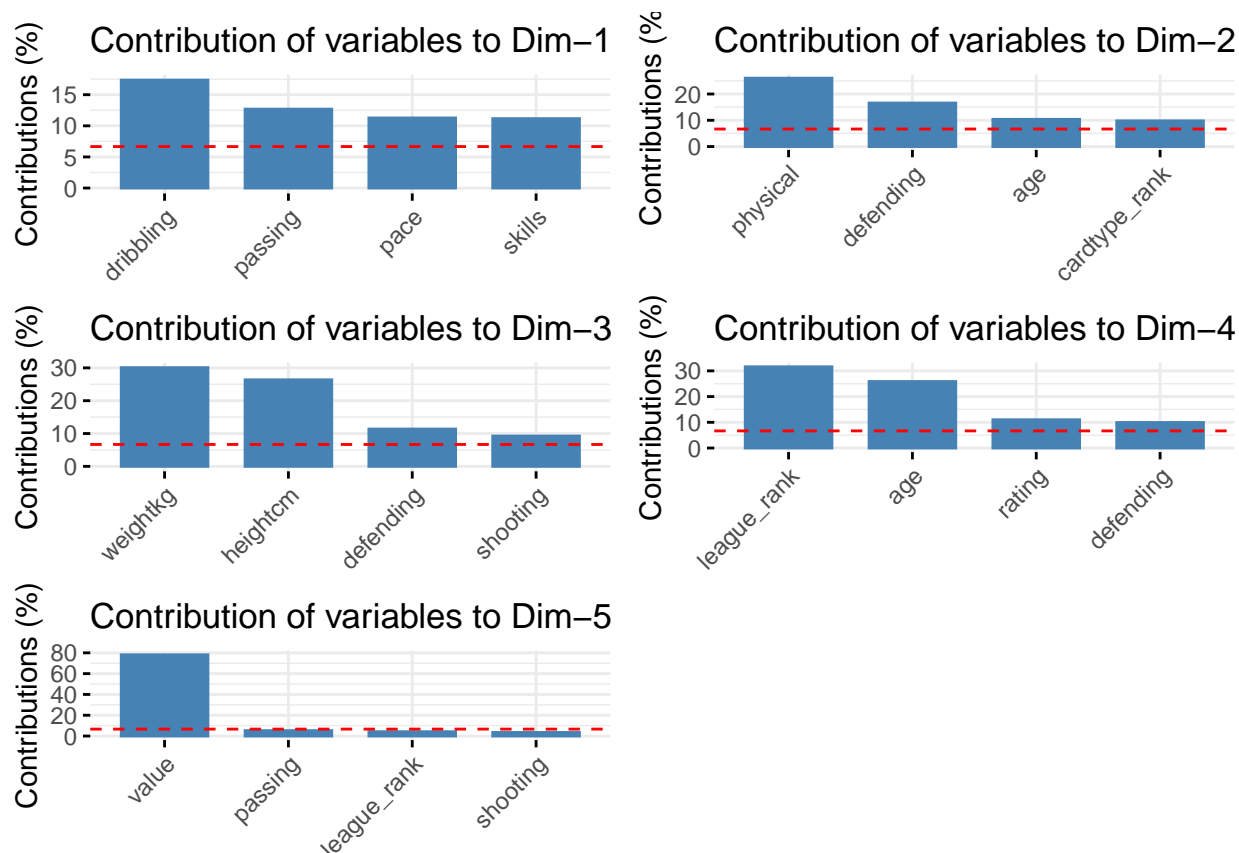 Contribution of variables to Dim−1
Contributions (%)
15
10
5
0
dribbling
passing
pace
skills
Contribution of variables to Dim−2
Contributions (%
20
10
0
physical
defending
age
cardtype_rank
Contribution of variables to Dim−3
Contributions (%)
30
20
10
0
weightkg
heightcm
defending
shooting
Contribution of variables to Dim−4
Contributions (%)
30
20
10
0
league_rank
age
rating
defending
Contribution of variables to Dim−5
Contributions (%)
80
60
40
20
0
value
passing
league_rank
shooting